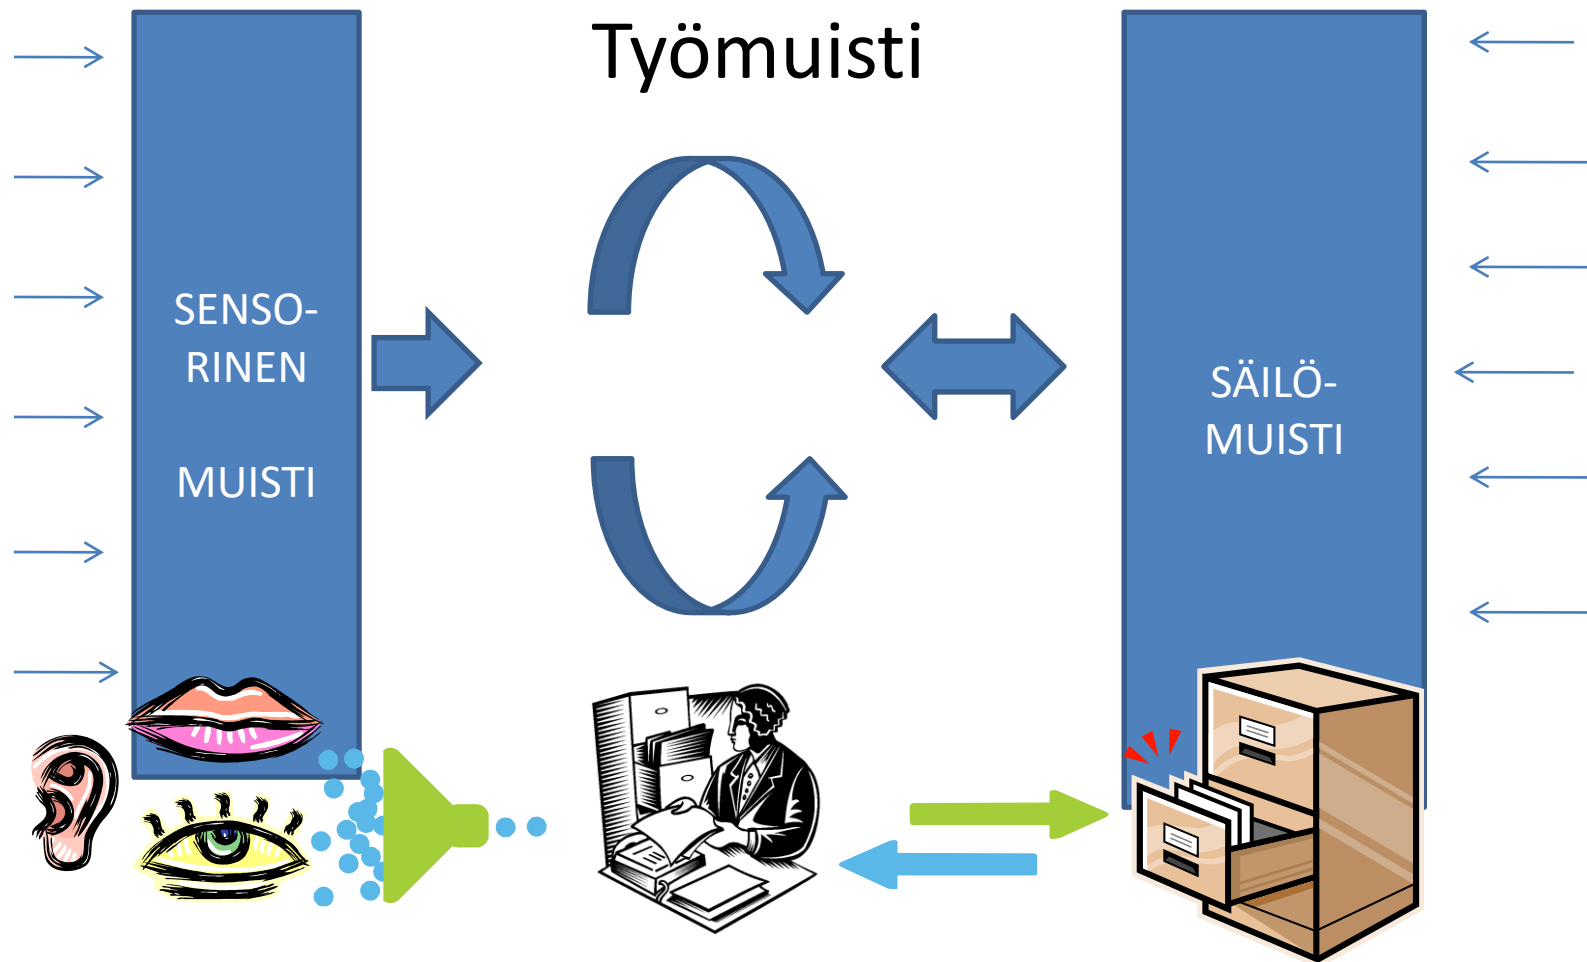 Työmuisti
SENSO-
RINEN
MUISTI
SÄILÖ-
MUISTI